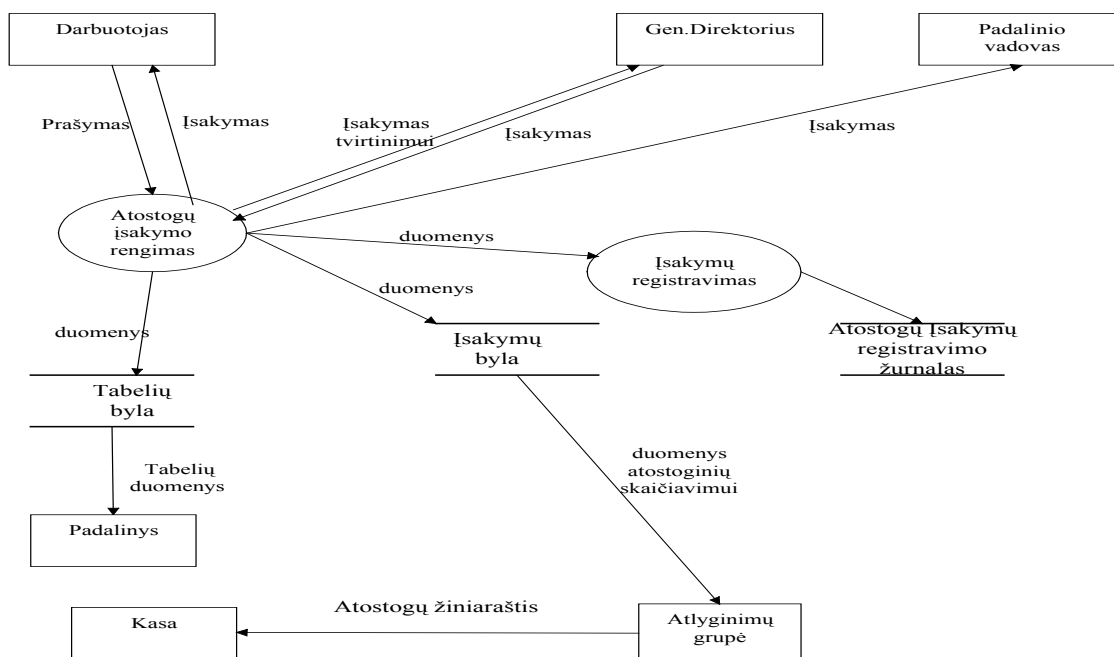 Darbuotojas
Gen.Direktorius
Padalinio
vadovas
Prašymas
Įsakymas
Įsakymas
tvirtinimui
Įsakymas
Įsakymas
Atostogų
įsakymo
rengimas
duomenys
Įsakymų
registravimas
duomenys
duomenys
Įsakymų
byla
Atostogų Įsakymų
registravimo
žurnalas
Tabelių
byla
Tabelių
duomenys
duomenys
atostoginių
skaičiavimui
Padalinys
Atostogų žiniaraštis
Kasa
Atlyginimų
grupė